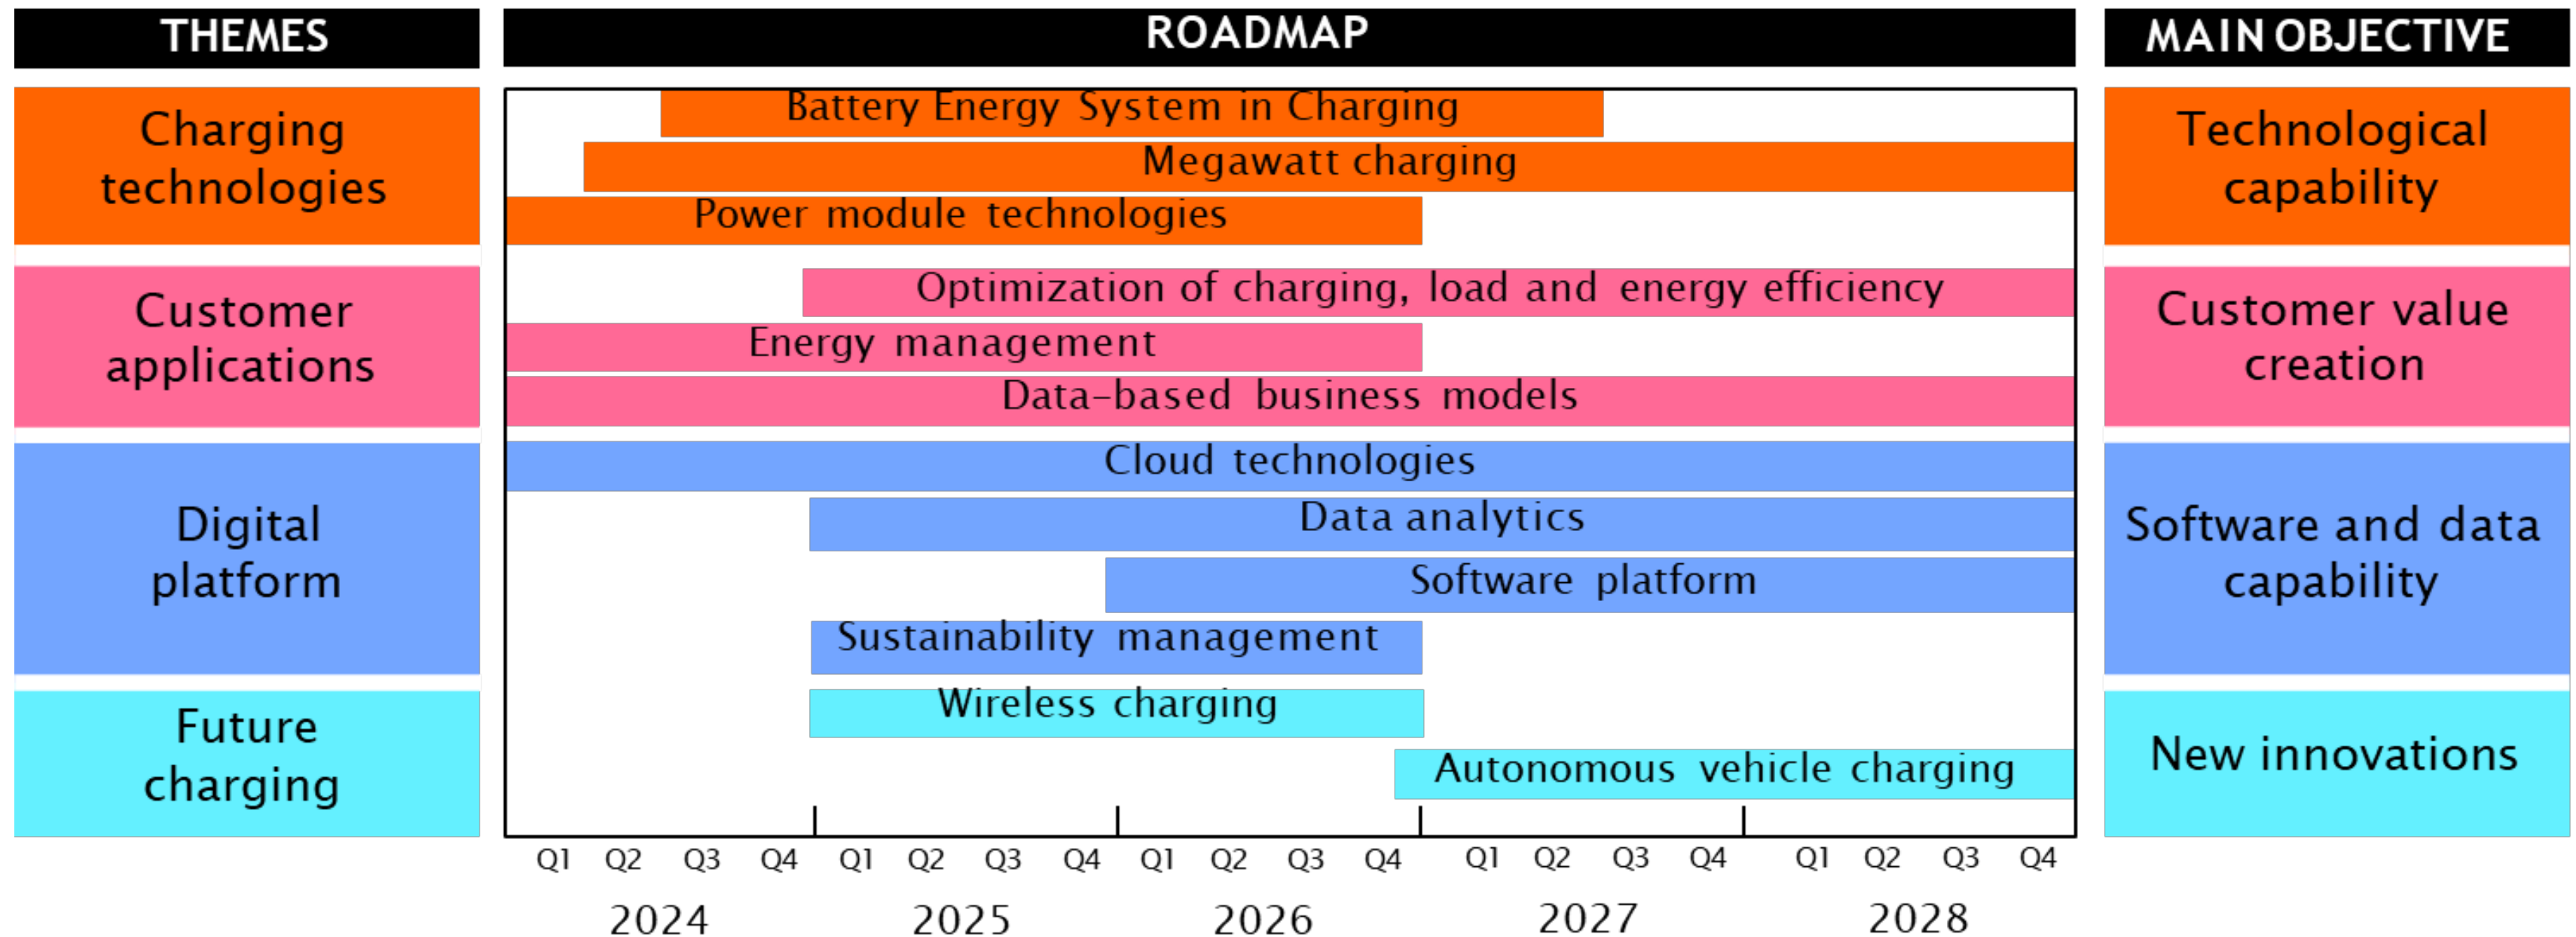 THEMES
ROADMAP
MAIN OBJECTIVE
Charging
technologies
Battery Energy System in Charging
Megawatt charging
Power module technologies
Technological
capability
Customer
applications
Optimization of charging, load and energy efficiency
Energy management
Data-based business models
Customer value
creation
Digital
platform
Cloud technologies
Data analytics
Software platform
Sustainability management
Software and data
capability
Future
charging
Wireless charging
Autonomous vehicle charging
New innovations
Q1 Q2 Q3 Q4 Q1 Q2 Q3 Q4 Q1 Q2 Q3 Q4 Q1 Q2 Q3 Q4 Q1 Q2 Q3 Q4
2024 2025 2026 2027 2028